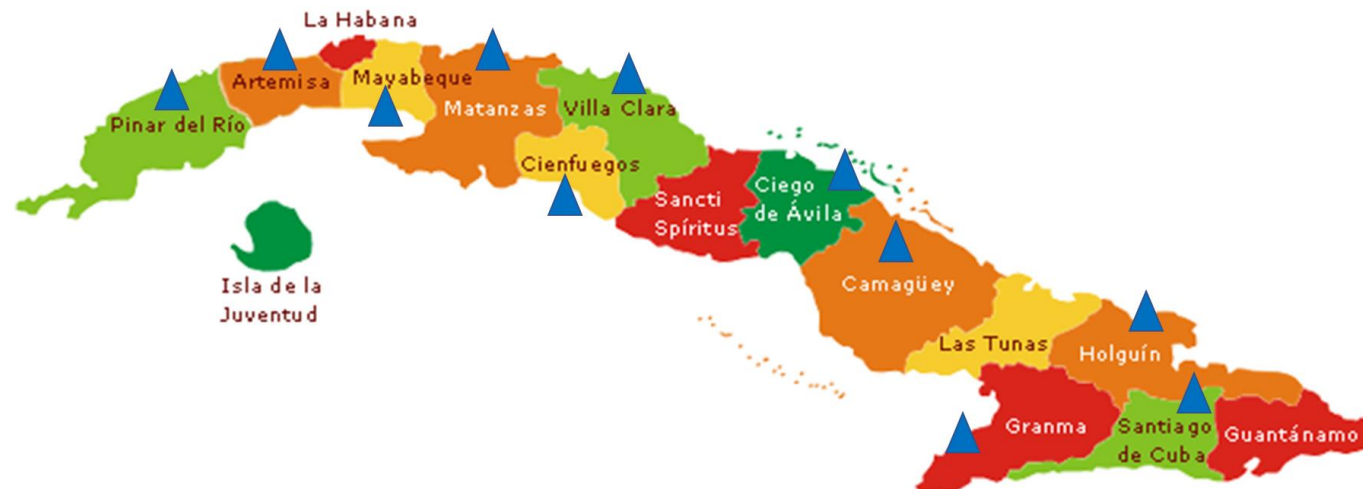 La Habana
Artemisa
Mayabeque
Pinar del Río
Matanzas
Villa Clara
Cienfuegos
Isla de la
Juventud
Sancti
Spíritus
Ciego
de Ávila
Camagüey
Las Tunas
Holguín
Granma
Santiago
de Cuba
Guantánamo